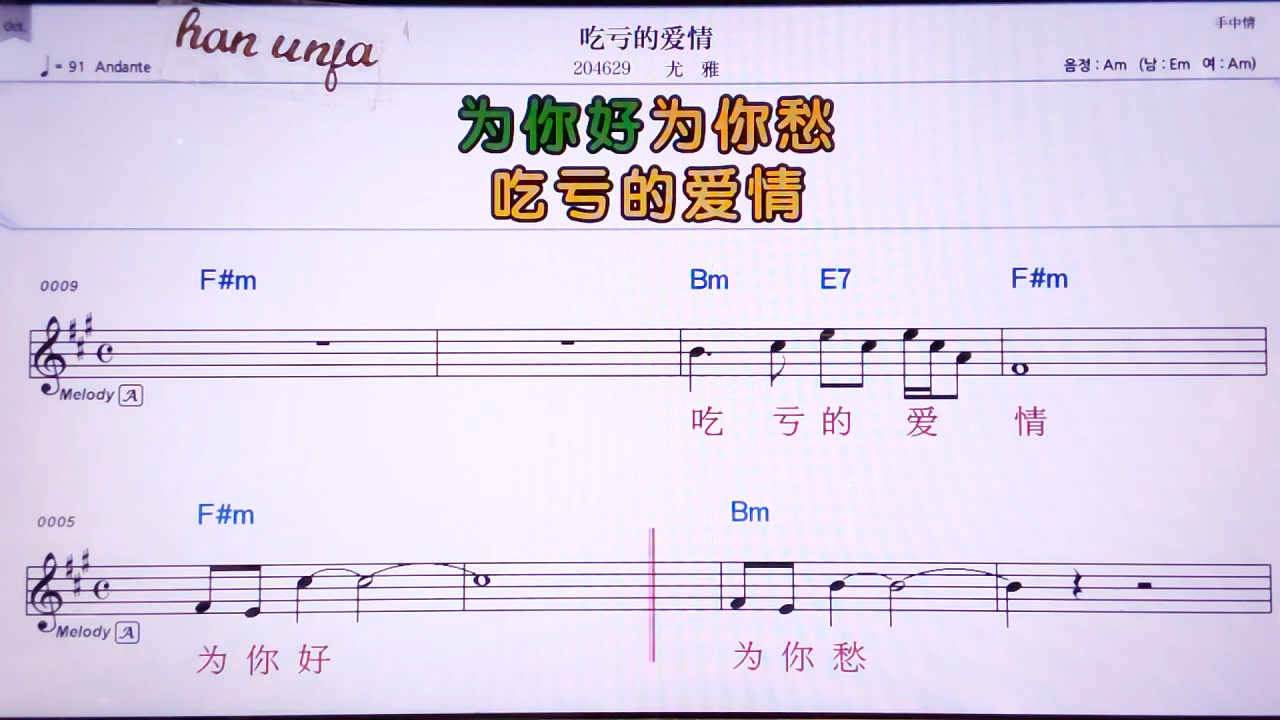 Oct.
han unfa
手中情
吃亏的爱情
♩= 91 Andante
204629 尤 雅
음정 : Am (남 : Em 여 : Am)
为你好为你愁
吃亏的爱情
0009 F#m Bm E7 F#m
Melody A
吃 亏 的 爱 情
0005 F#m Bm
Melody A
为 你 好 为 你 愁